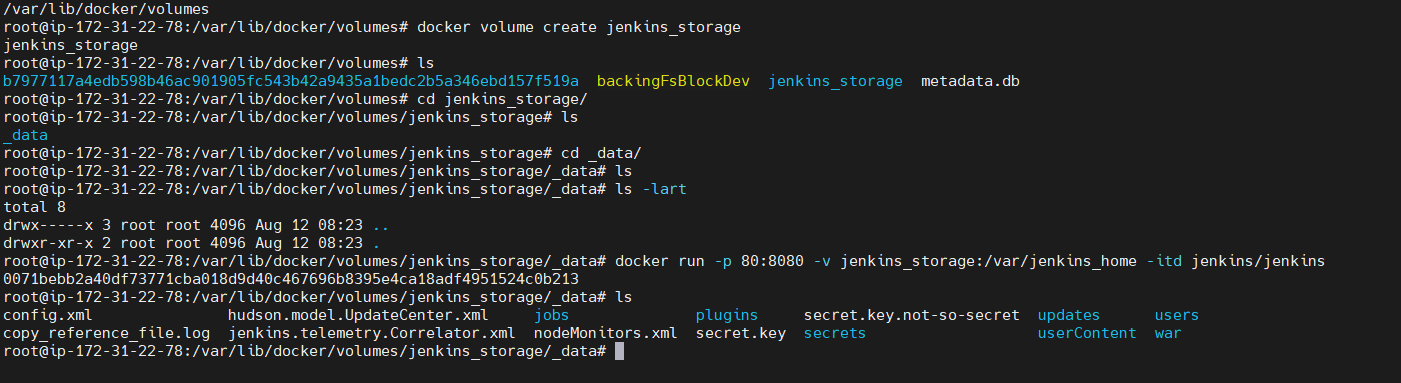 /var/lib/docker/volumes
root@ip-172-31-22-78:/var/lib/docker/volumes# docker volume create jenkins_storage
jenkins_storage
root@ip-172-31-22-78:/var/lib/docker/volumes# ls
b7977117a4edb598b46ac901905fc543b42a9435a1bedc2b5a346ebd157f519a  backingFsBlockDev  jenkins_storage  metadata.db
root@ip-172-31-22-78:/var/lib/docker/volumes# cd jenkins_storage/
root@ip-172-31-22-78:/var/lib/docker/volumes/jenkins_storage# ls
_data
root@ip-172-31-22-78:/var/lib/docker/volumes/jenkins_storage# cd _data/
root@ip-172-31-22-78:/var/lib/docker/volumes/jenkins_storage/_data# ls
root@ip-172-31-22-78:/var/lib/docker/volumes/jenkins_storage/_data# ls -lart
total 8
drwx-----x 3 root root 4096 Aug 12 08:23 ..
drwxr-xr-x 2 root root 4096 Aug 12 08:23 .
root@ip-172-31-22-78:/var/lib/docker/volumes/jenkins_storage/_data# docker run -p 80:8080 -v jenkins_storage:/var/jenkins_home -itd jenkins/jenkins
0071bebb2a40df73771cba018d9d40c467696b8395e4ca18adf4951524c0b213
root@ip-172-31-22-78:/var/lib/docker/volumes/jenkins_storage/_data# ls
config.xml  hudson.model.UpdateCenter.xml  jobs  plugins  secret.key.not-so-secret  updates  users
copy_reference_file.log  jenkins.telemetry.Correlator.xml  nodeMonitors.xml  secret.key  secrets  userContent  war
root@ip-172-31-22-78:/var/lib/docker/volumes/jenkins_storage/_data#